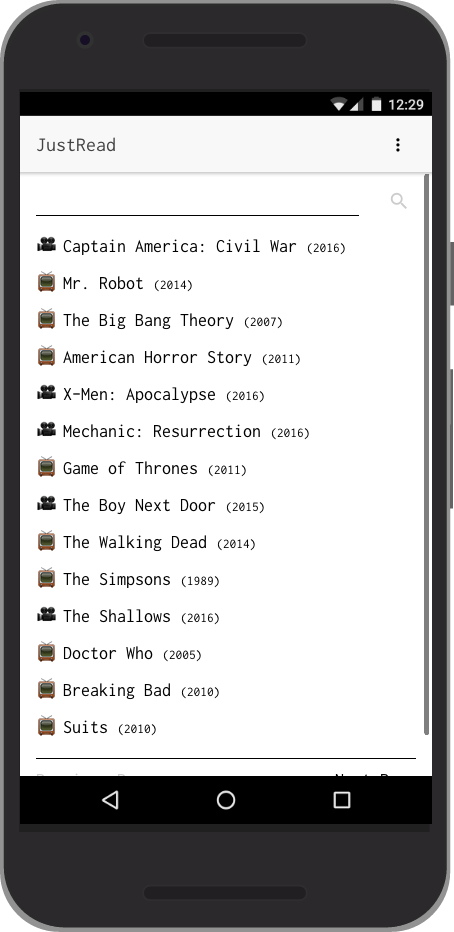 12:29
JustRead
Captain America: Civil War (2016)
Mr. Robot (2014)
The Big Bang Theory (2007)
American Horror Story (2011)
X-Men: Apocalypse (2016)
Mechanic: Resurrection (2016)
Game of Thrones (2011)
The Boy Next Door (2015)
The Walking Dead (2014)
The Simpsons (1989)
The Shallows (2016)
Doctor Who (2005)
Breaking Bad (2010)
Suits (2010)